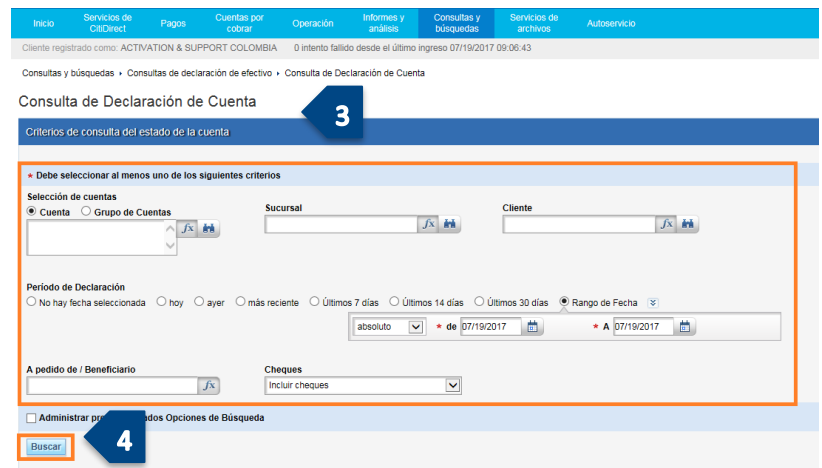 Inicio
Servicios de CitiDirect
Pagos
Cuentas por cobrar
Operación
Informes y análisis
Consultas y búsquedas
Servicios de archivos
Autoservicio
Cliente registrado como: ACTIVATION & SUPPORT COLOMBIA 0 intento fallido desde el último ingreso 07/19/2017 09:06:43
Consultas y búsquedas › Consultas de declaración de efectivo › Consulta de Declaración de Cuenta
Consulta de Declaración de Cuenta
3
Criterios de consulta del estado de la cuenta
* Debe seleccionar al menos uno de los siguientes criterios
Selección de cuentas
Cuenta Grupo de Cuentas
fx
Sucursal
fx
Cliente
fx
Período de Declaración
No hay fecha seleccionada hoy ayer más reciente Últimos 7 días Últimos 14 días Últimos 30 días Rango de Fecha
absoluto * de 07/19/2017 * A 07/19/2017
A pedido de / Beneficiario
fx
Cheques
Incluir cheques
Administrar Opciones de Búsqueda
Buscar
4